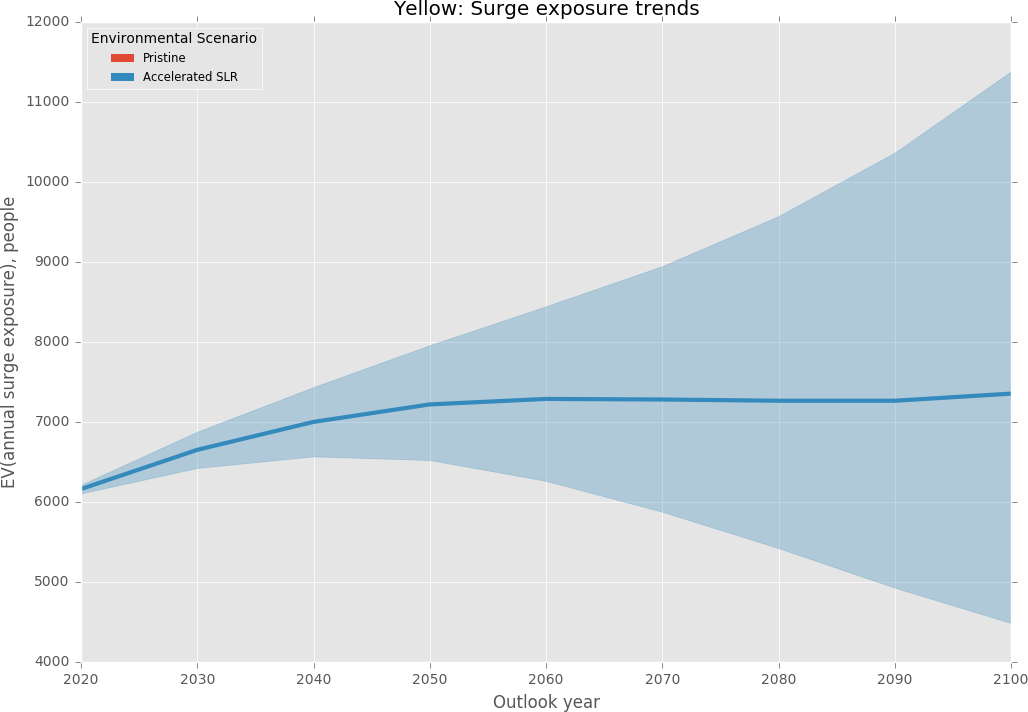 Yellow: Surge exposure trends
Environmental Scenario
Pristine
Accelerated SLR
12000
11000
10000
9000
8000
7000
6000
5000
4000
EV(annual surge exposure), people
2020 2030 2040 2050 2060 2070 2080 2090 2100
Outlook year